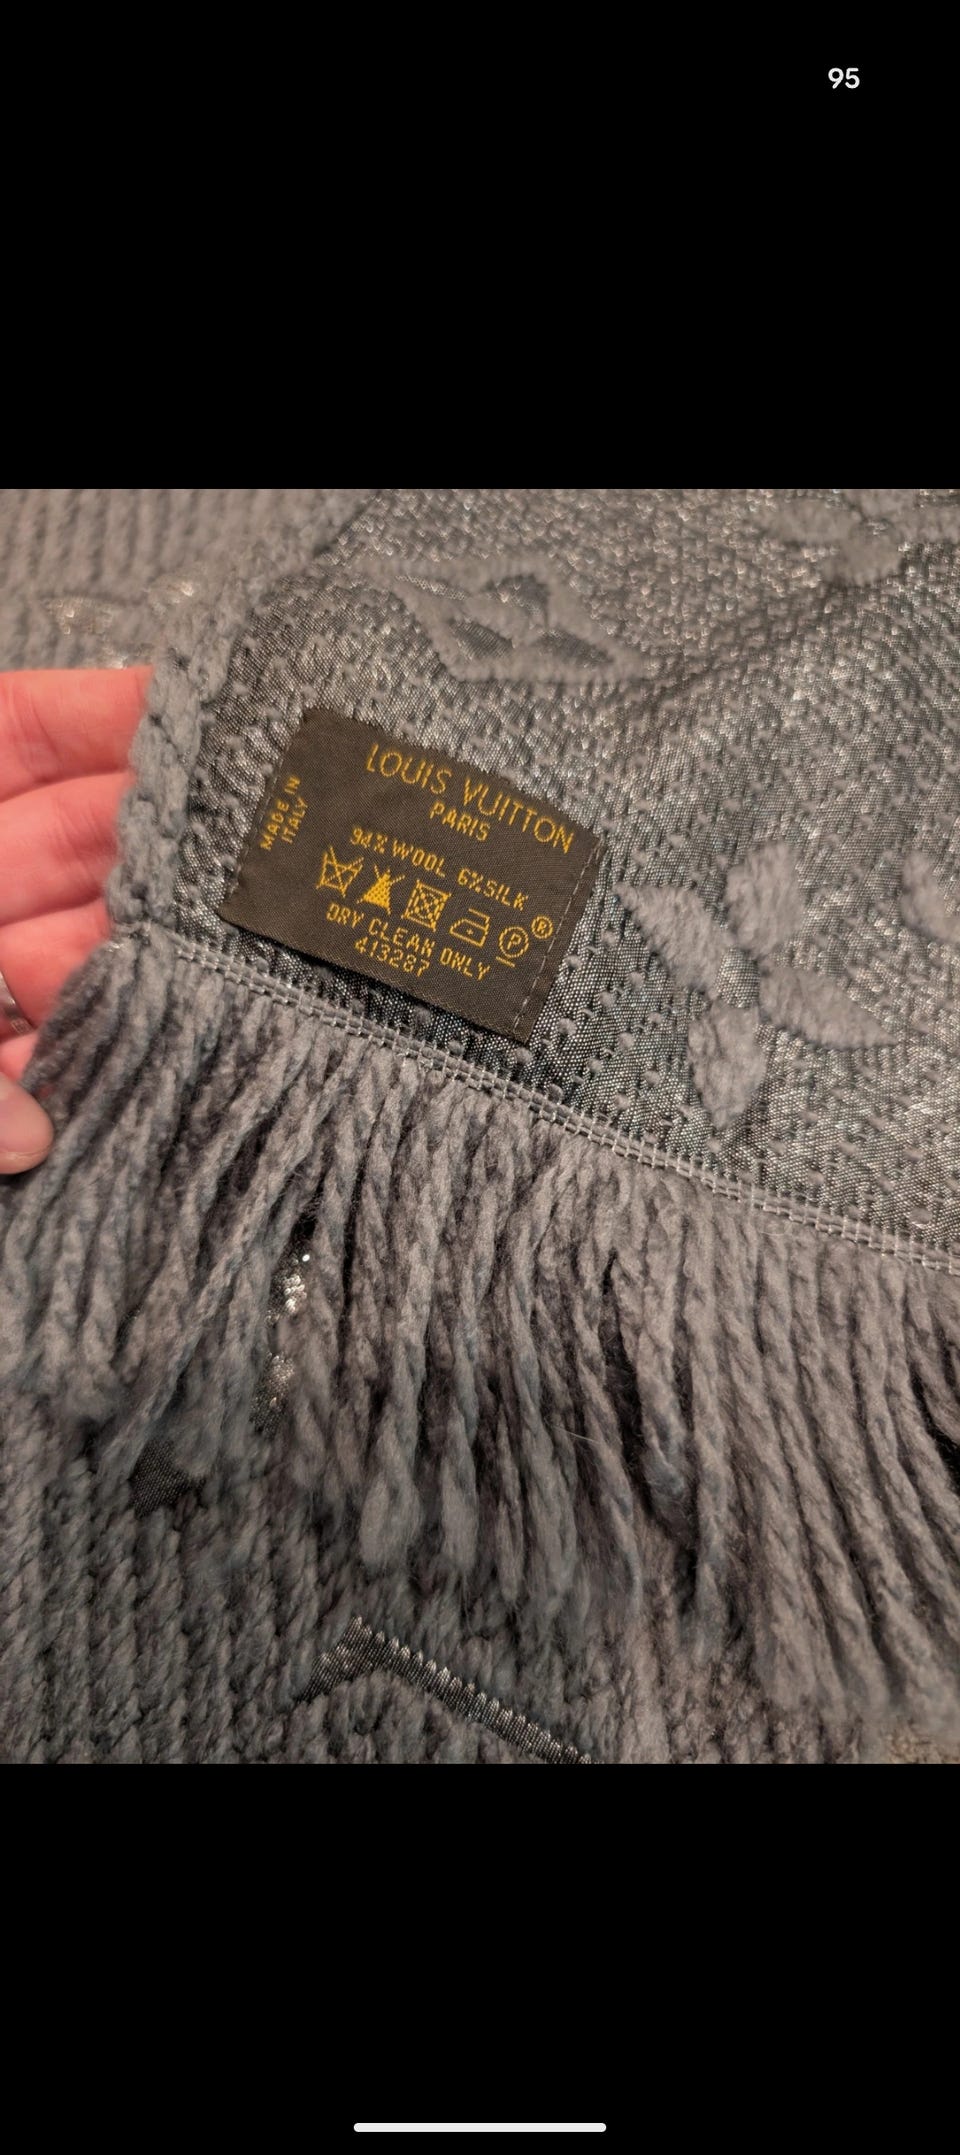 95
LOUIS VUITTON
PARIS
MADE IN
ITALY
94% WOOL 6% SILK
P ®
DRY CLEAN ONLY
413287